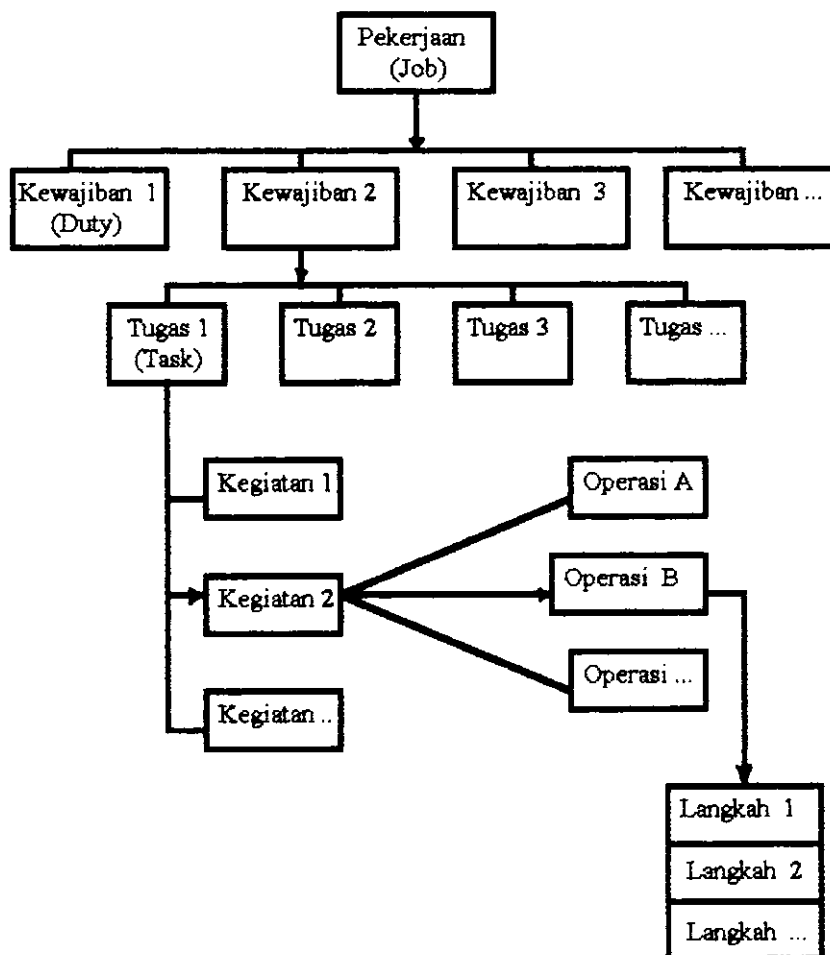 Pekerjaan
(Job)
Kewajiban 1
(Duty)
Kewajiban 2
Kewajiban 3
Kewajiban ...
Tugas 1
(Task)
Tugas 2
Tugas 3
Tugas ...
Kegiatan 1
Operasi A
Kegiatan 2
Operasi B
Kegiatan ..
Operasi ...
Langkah 1
Langkah 2
Langkah ...